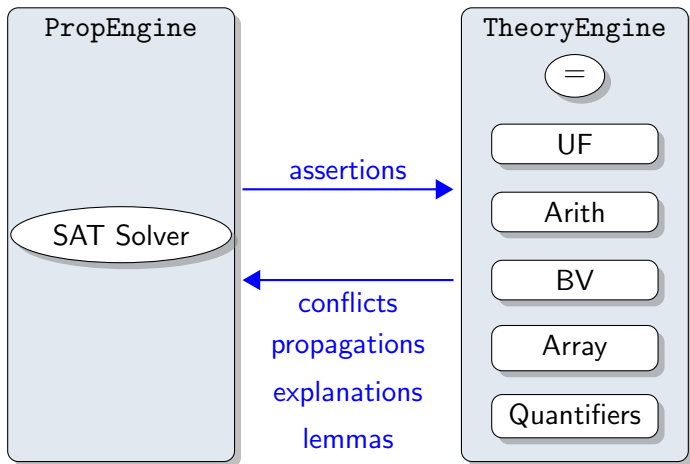 PropEngine
SAT Solver
assertions
conflicts
propagations
explanations
lemmas
TheoryEngine
=
UF
Arith
BV
Array
Quantifiers